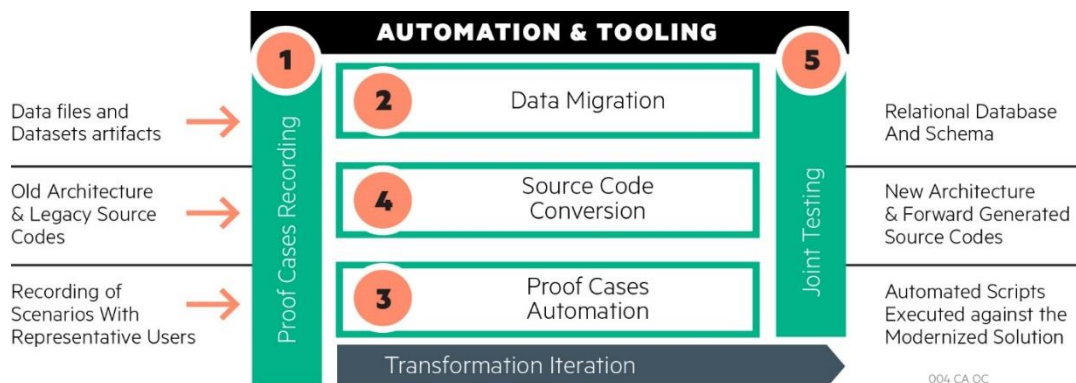 AUTOMATION & TOOLING
1
5
Data files and
Datasets artifacts
2
Data Migration
Relational Database
And Schema
Proof Cases Recording
Old Architecture
& Legacy Source
Codes
4
Source Code
Conversion
Joint Testing
New Architecture
& Forward Generated
Source Codes
Recording of
Scenarios With
Representative Users
3
Proof Cases
Automation
Automated Scripts
Executed against the
Modernized Solution
Transformation Iteration
004 CA OC